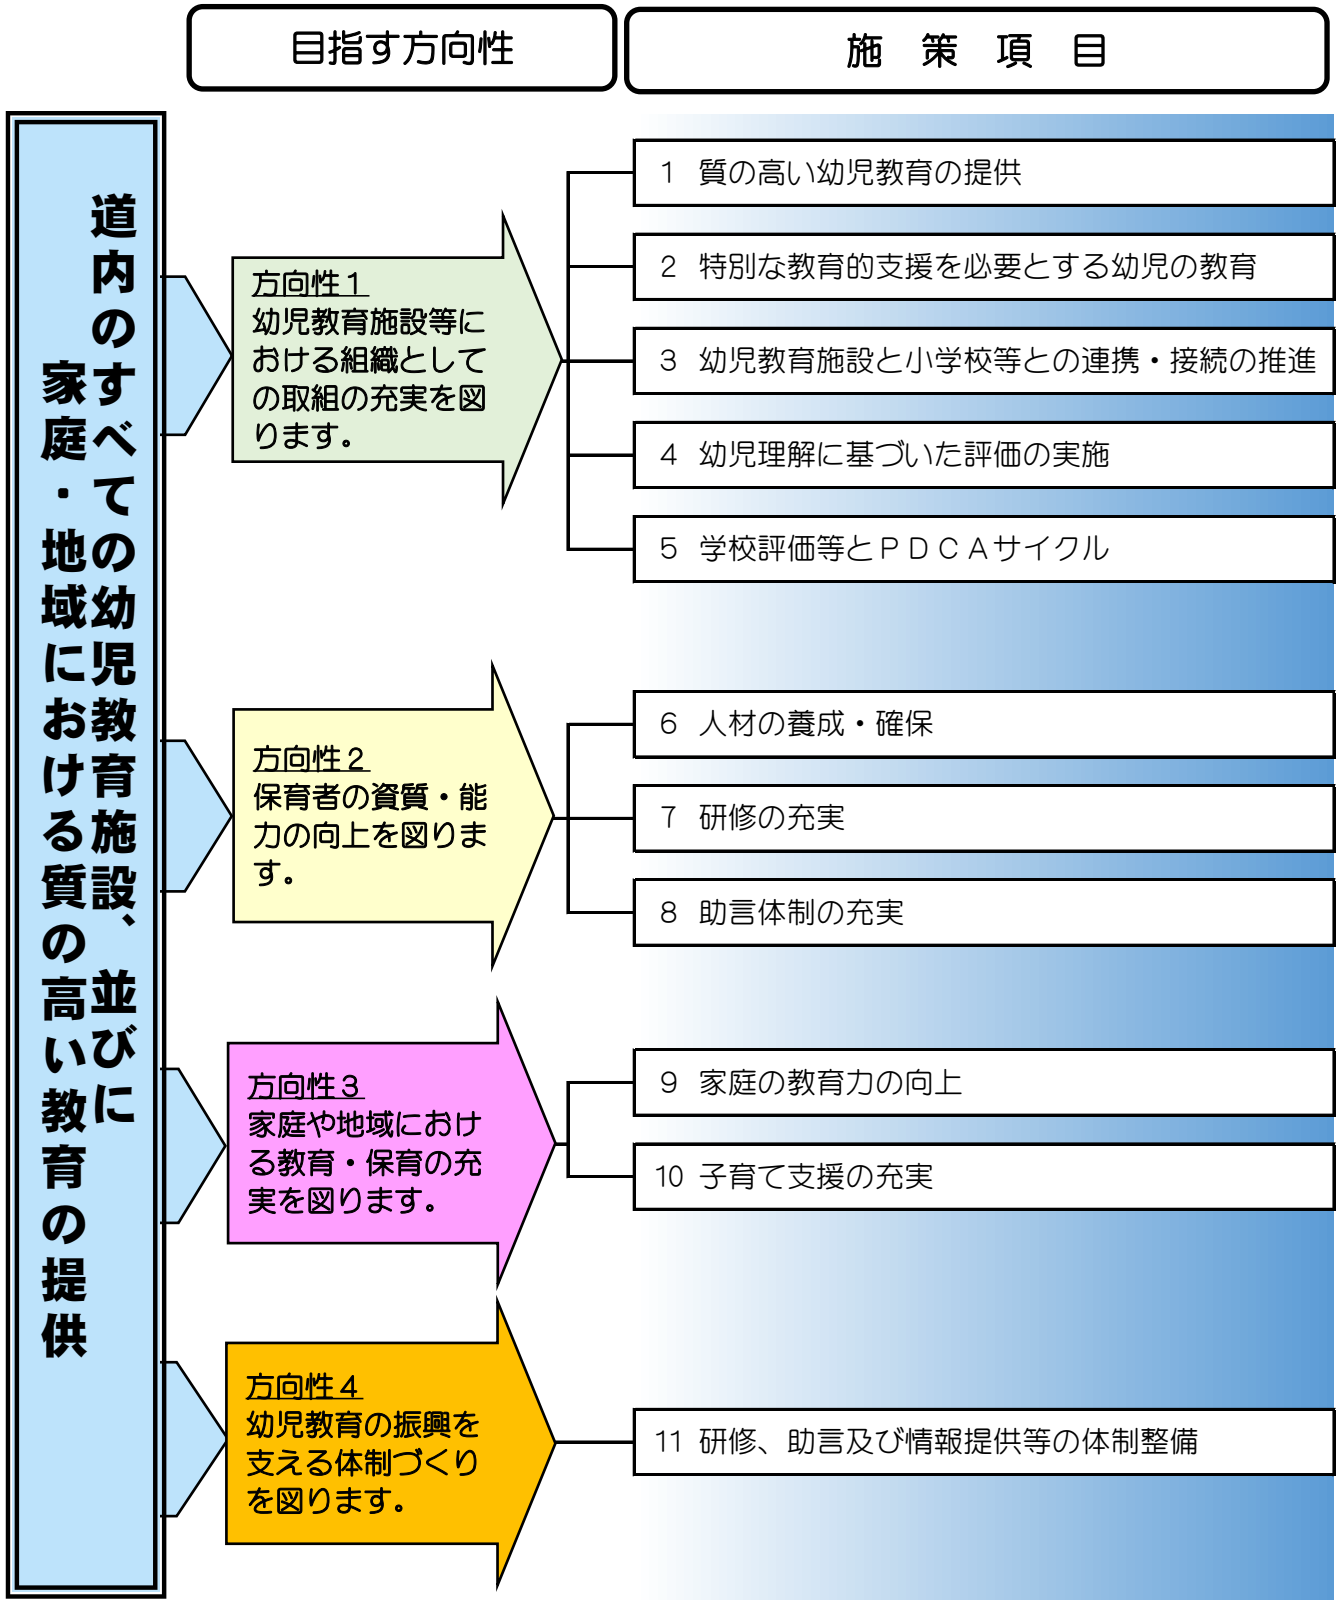 目指す方向性
施　策　項　目
道内のすべての幼児教育施設、並びに
家庭・地域における質の高い教育の提供
方向性１
幼児教育施設等に
おける組織として
の取組の充実を図
ります。
1 質の高い幼児教育の提供
2 特別な教育的支援を必要とする幼児の教育
3 幼児教育施設と小学校等との連携・接続の推進
4 幼児理解に基づいた評価の実施
5 学校評価等とＰＤＣＡサイクル
方向性２
保育者の資質・能
力の向上を図りま
す。
6 人材の養成・確保
7 研修の充実
8 助言体制の充実
方向性３
家庭や地域におけ
る教育・保育の充
実を図ります。
9 家庭の教育力の向上
10 子育て支援の充実
方向性４
幼児教育の振興を
支える体制づくり
を図ります。
11 研修、助言及び情報提供等の体制整備